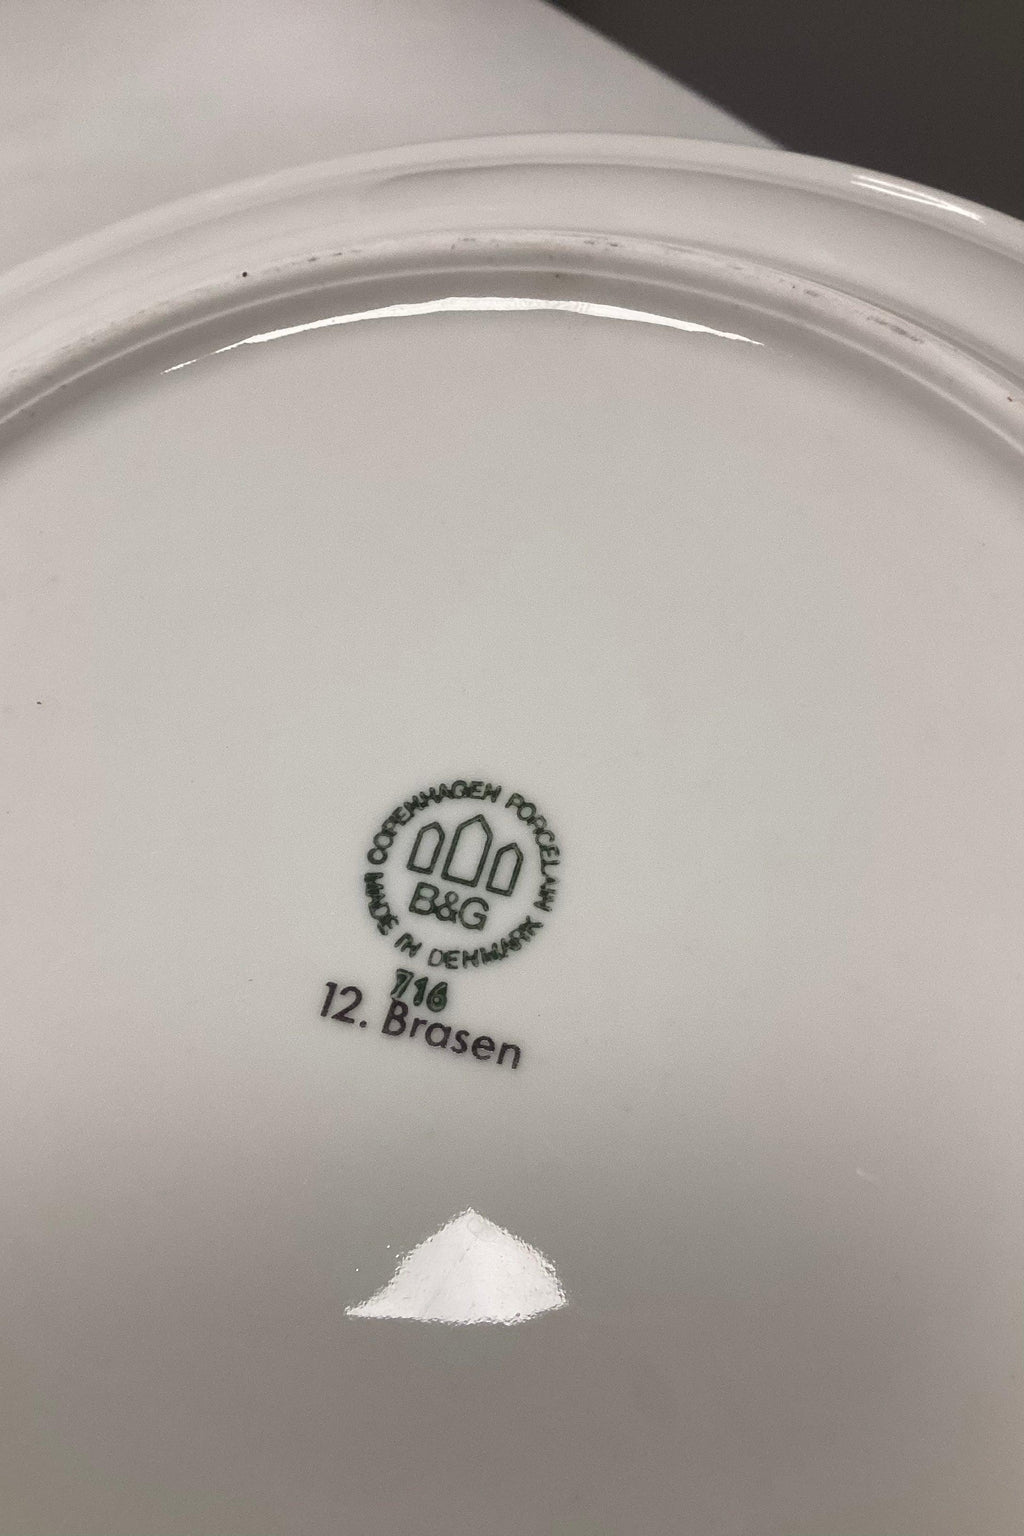 COPENHAGEN PORCELAIN
B&G
MADE IN DENMARK
716
12. Brasen